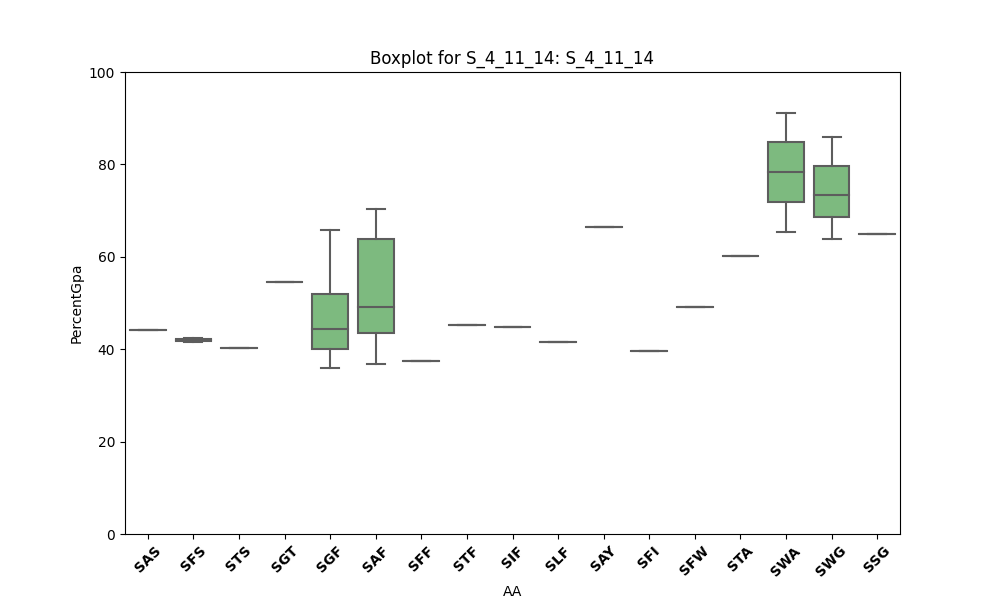 Boxplot for S_4_11_14: S_4_11_14
PercentGpa
100
80
60
40
20
0
SAS SFS STS SGT SGF SAF SFF STF SIF SLF SAY SFI SFW STA SWA SWG SSG
AA